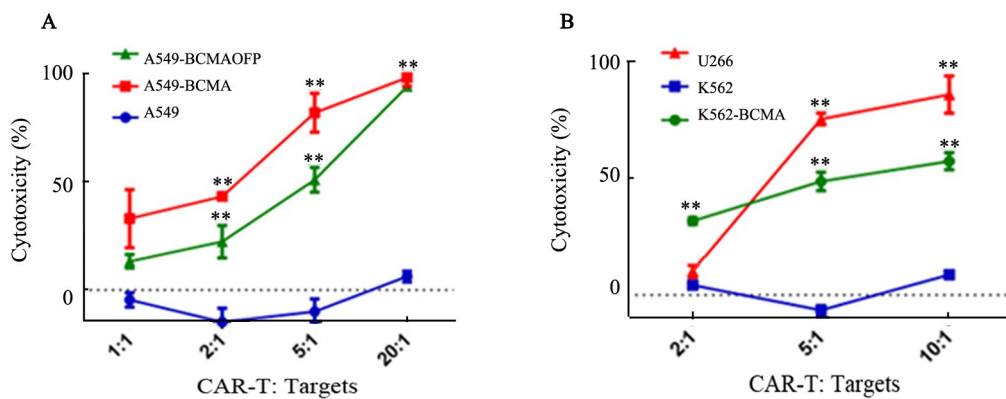 A
A549-BCMAOFP
A549-BCMA
A549
Cytotoxicity (%)
100
50
0
**
**
**
**
**
1:1
2:1
5:1
20:1
CAR-T: Targets
B
U266
K562
K562-BCMA
Cytotoxicity (%)
100
50
0
**
**
**
**
**
2:1
5:1
10:1
CAR-T: Targets